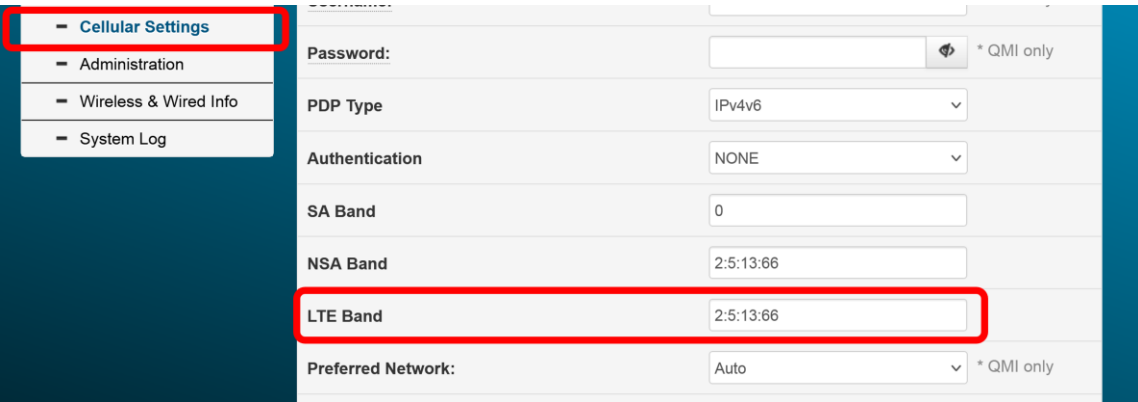 Cellular Settings
Administration
Wireless & Wired Info
System Log
Password:
* QMI only
PDP Type
IPv4v6
Authentication
NONE
SA Band
0
NSA Band
2:5:13:66
LTE Band
2:5:13:66
Preferred Network:
Auto
* QMI only